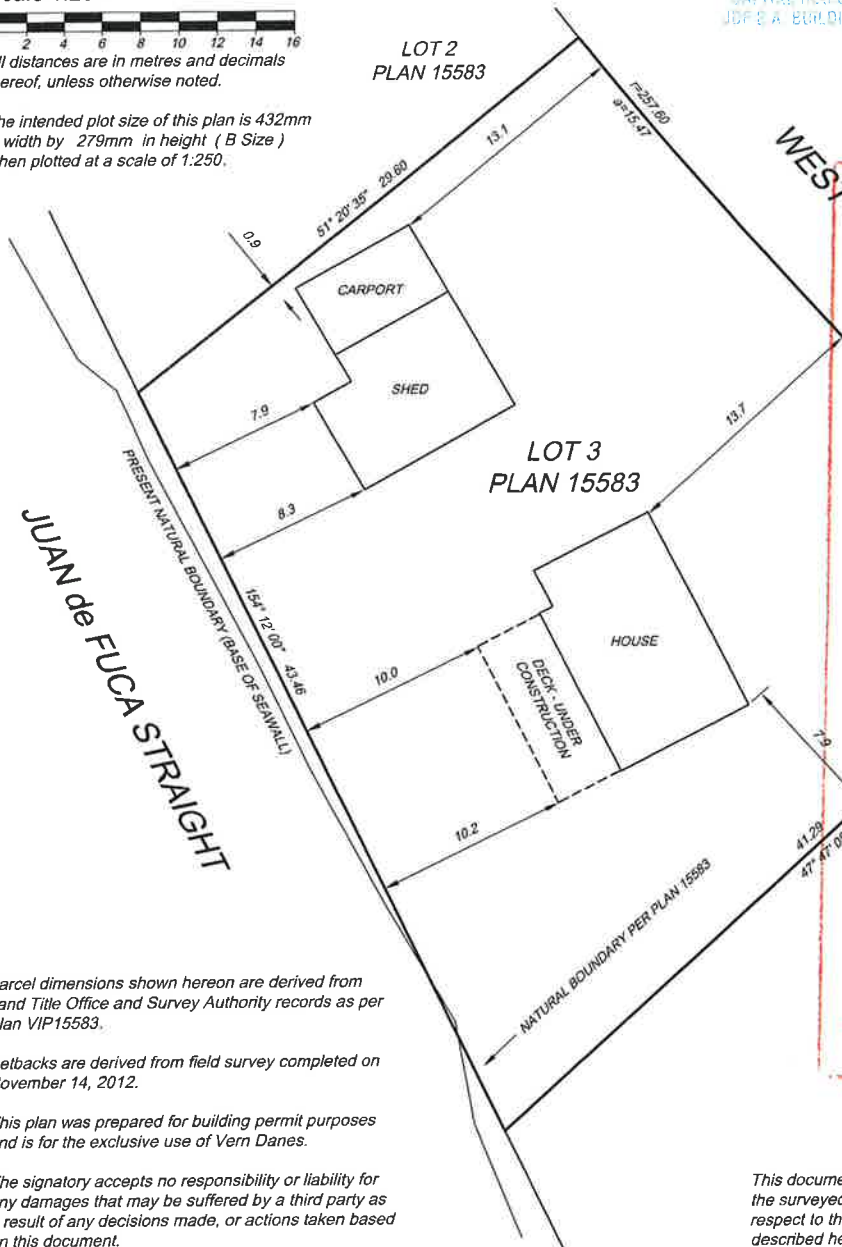 2 4 6 8 10 12 14 16
ll distances are in metres and decimals
ereof, unless otherwise noted.
he intended plot size of this plan is 432mm
width by 279mm in height ( B Size )
hen plotted at a scale of 1:250.
LOT 2
PLAN 15583
r=257.60
a=15.47
WEST
13.1
51° 20' 35" 29.60
0.9
CARPORT
SHED
7.9
8.3
LOT 3
PLAN 15583
13.7
PRESENT NATURAL BOUNDARY (BASE OF SEAWALL)
JUAN de FUCA STRAIGHT
154° 12' 00" 43.46
10.0
DECK - UNDER
CONSTRUCTION
HOUSE
7.9
10.2
41.29
47° 47'
NATURAL BOUNDARY PER PLAN 15583
arcel dimensions shown hereon are derived from
and Title Office and Survey Authority records as per
lan VIP15583.
etbacks are derived from field survey completed on
ovember 14, 2012.
his plan was prepared for building permit purposes
nd is for the exclusive use of Vern Danes.
he signatory accepts no responsibility or liability for
ny damages that may be suffered by a third party as
result of any decisions made, or actions taken based
n this document.
This docume
the surveyed
respect to th
described he